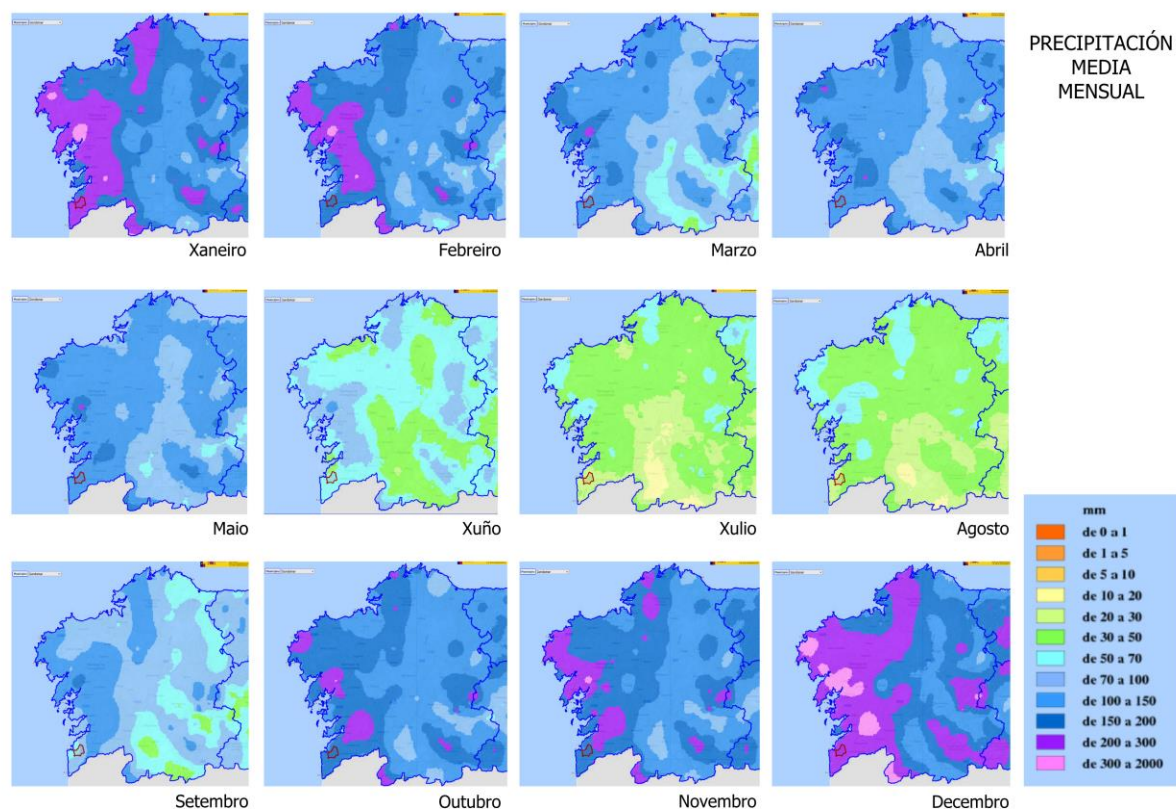 PRECIPITACIÓN
MEDIA
MENSUAL
Xaneiro
Febreiro
Marzo
Abril
Maio
Xuño
Xulio
Agosto
Setembro
Outubro
Novembro
Decembro
mm
de 0 a 1
de 1 a 5
de 5 a 10
de 10 a 20
de 20 a 30
de 30 a 50
de 50 a 70
de 70 a 100
de 100 a 150
de 150 a 200
de 200 a 300
de 300 a 2000